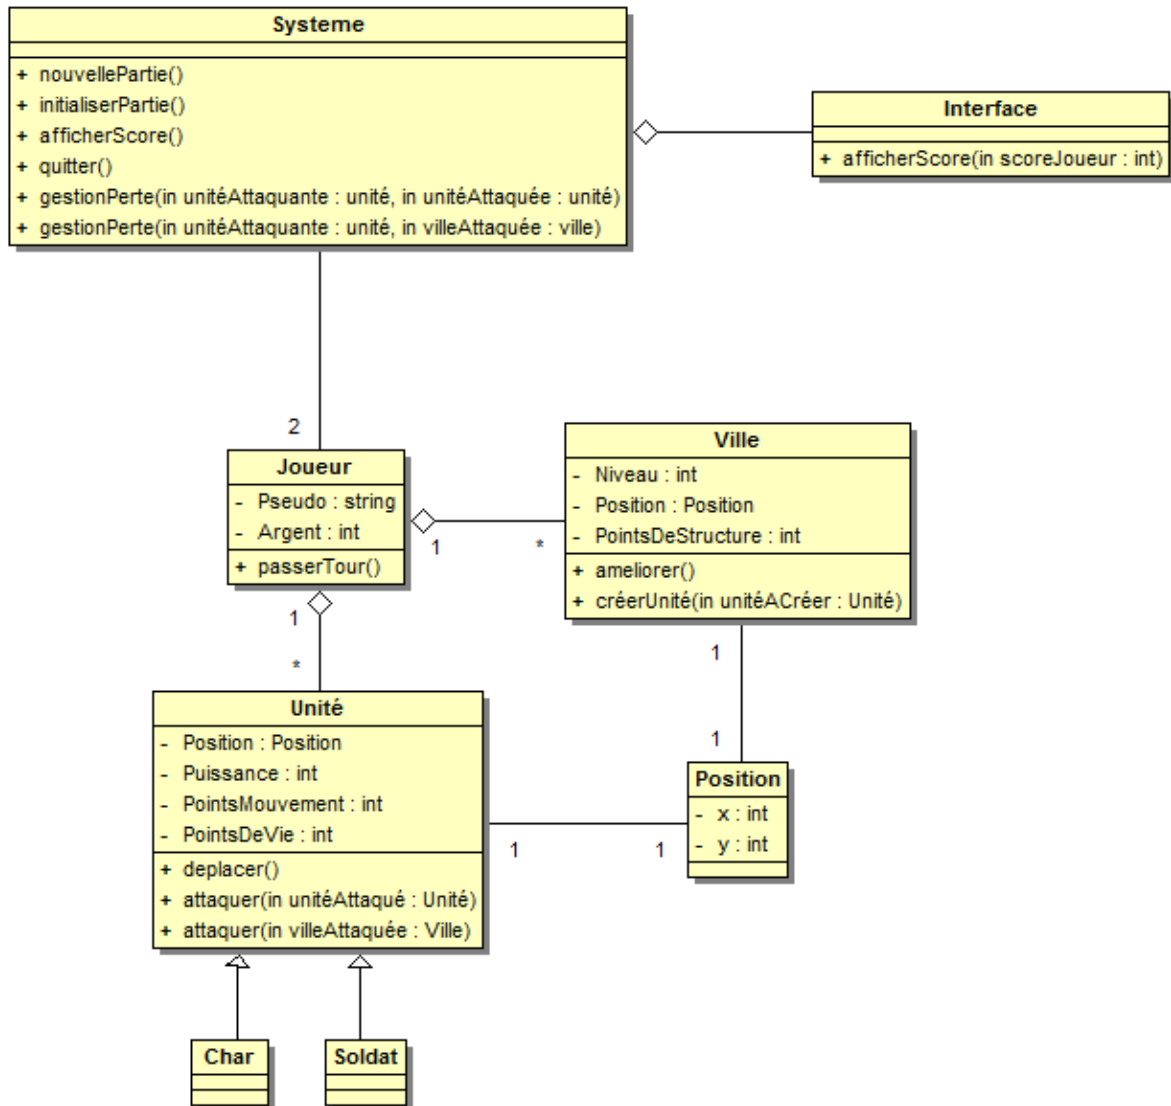 Systeme
+ nouvellePartie()
+ initialiserPartie()
+ afficherScore()
+ quitter()
+ gestionPerte(in unitéAttaquante : unité, in unitéAttaquée : unité)
+ gestionPerte(in unitéAttaquante : unité, in villeAttaquée : ville)
Interface
+ afficherScore(in scoreJoueur : int)
2
Joueur
- Pseudo : string
- Argent : int
+ passerTour()
1
*
Ville
- Niveau : int
- Position : Position
- PointsDeStructure : int
+ ameliorer()
+ créerUnité(in unitéACréer : Unité)
1
*
1
1
Unité
- Position : Position
- Puissance : int
- PointsMouvement : int
- PointsDeVie : int
+ deplacer()
+ attaquer(in unitéAttaqué : Unité)
+ attaquer(in villeAttaquée : Ville)
1
1
Position
- x : int
- y : int
Char
Soldat